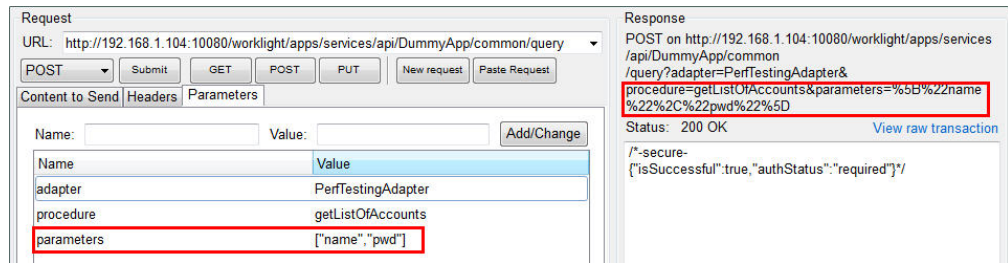 Request
URL: http://192.168.1.104:10080/worklight/apps/services/api/DummyApp/common/query
POST Submit GET POST PUT New request Paste Request
Content to Send Headers Parameters
Name: Value: Add/Change
Name Value
adapter PerfTestingAdapter
procedure getListOfAccounts
parameters ["name","pwd"]
Response
POST on http://192.168.1.104:10080/worklight/apps/services
/api/DummyApp/common
/query?adapter=PerfTestingAdapter&
procedure=getListOfAccounts&parameters=%5B%22name
%22%2C%22pwd%22%5D
Status: 200 OK View raw transaction
/*-secure-
{"isSuccessful":true,"authStatus":"required"}*/